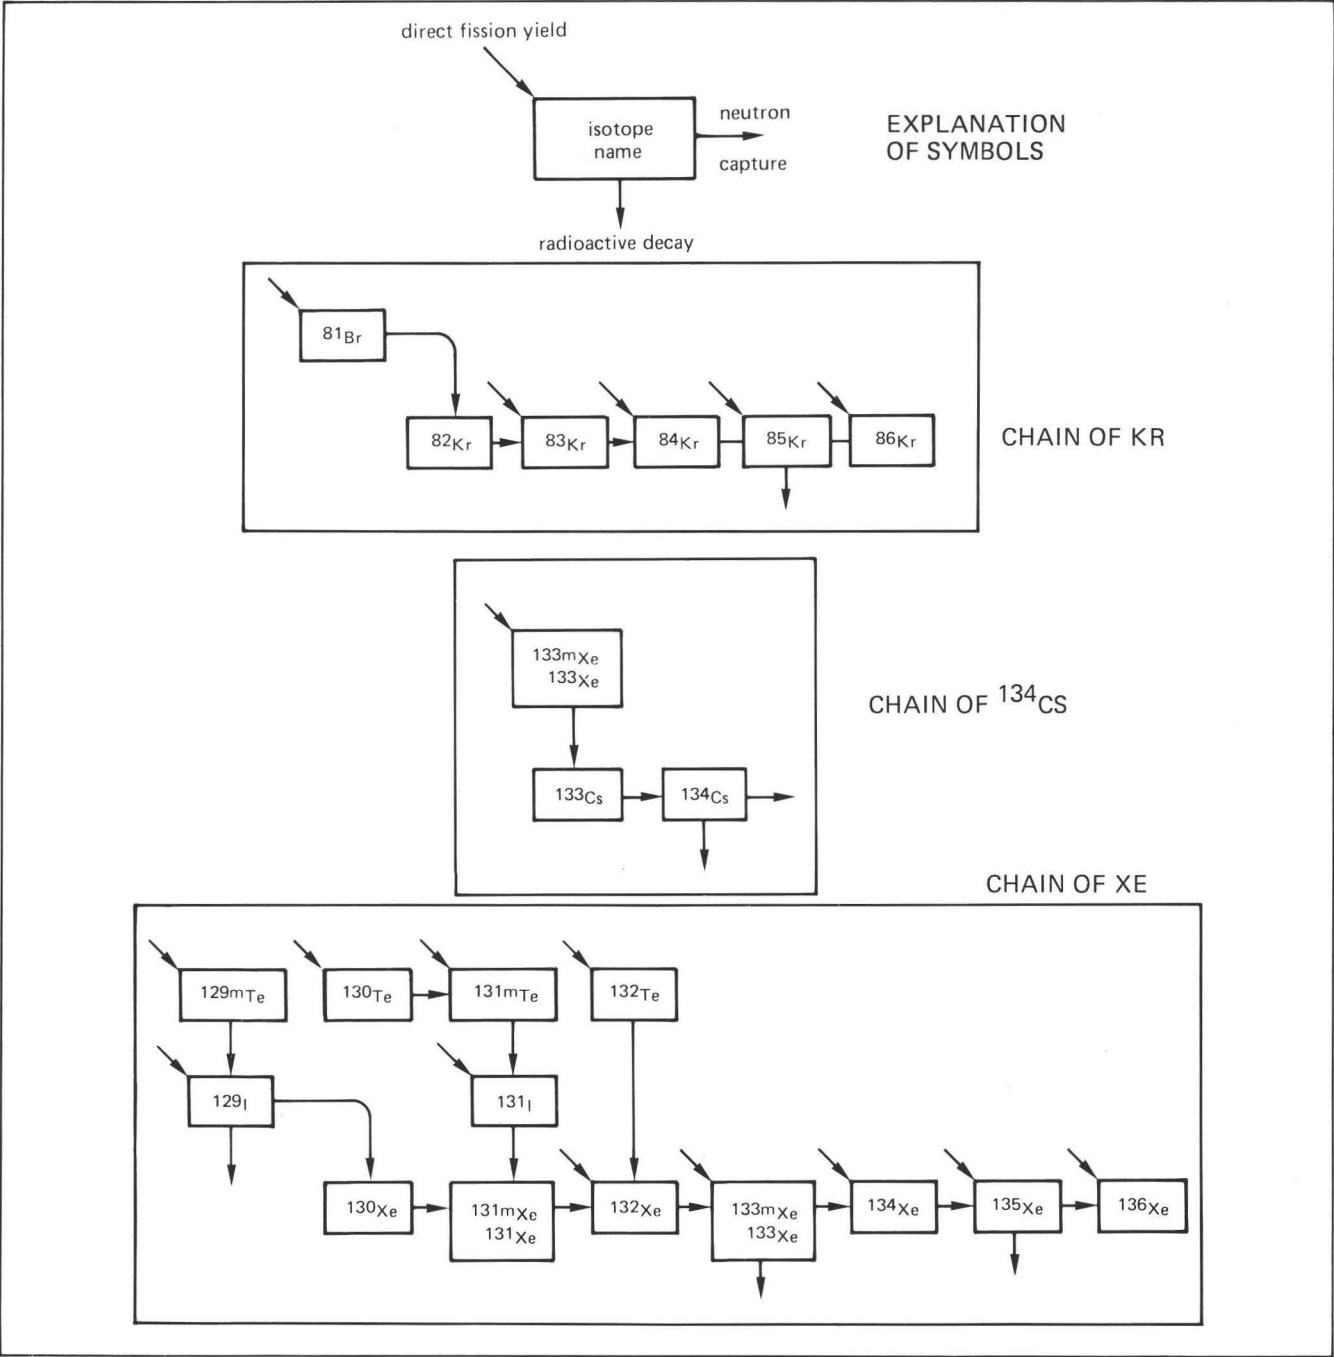 direct fission yield
isotope
name
neutron
capture
radioactive decay
EXPLANATION
OF SYMBOLS
81Br
82Kr
83Kr
84Kr
85Kr
86Kr
CHAIN OF KR
133mXe
133Xe
133Cs
134Cs
CHAIN OF 134CS
CHAIN OF XE
129mTe
130Te
131mTe
132Te
129I
131I
130Xe
131mXe
131Xe
132Xe
133mXe
133Xe
134Xe
135Xe
136Xe